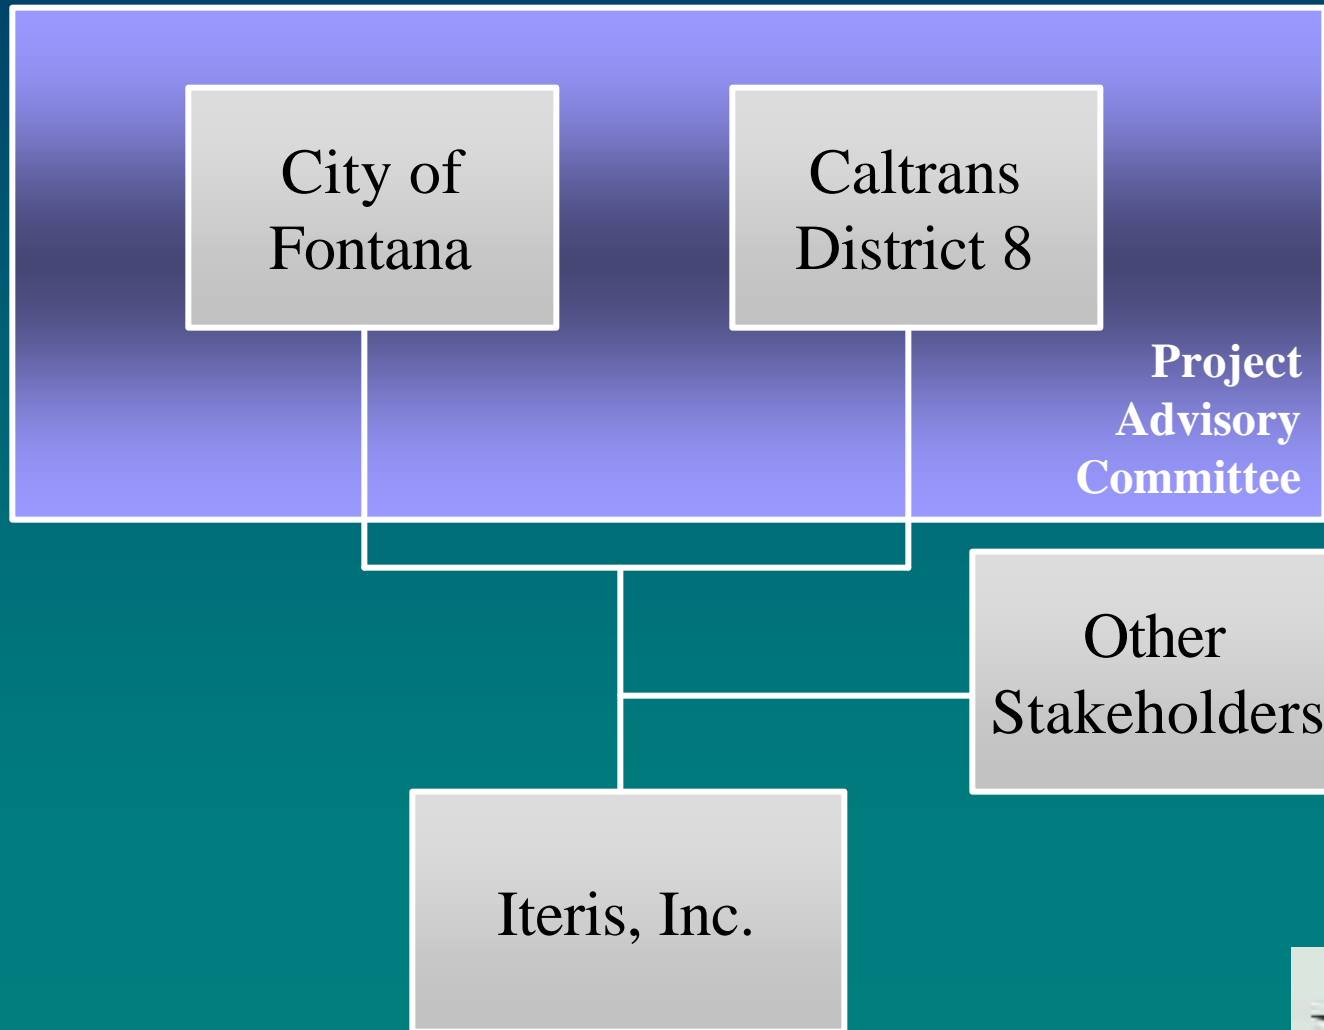 City of
Fontana
Caltrans
District 8
Project
Advisory
Committee
Other
Stakeholders
Iteris, Inc.